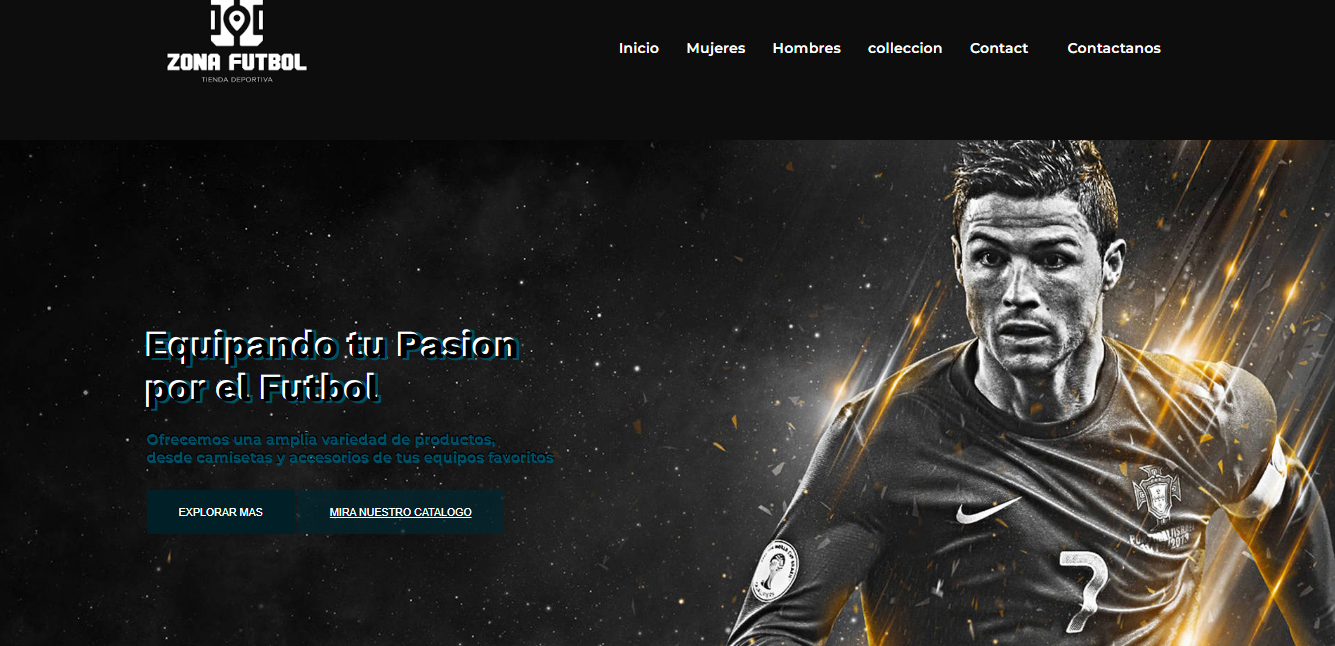 ZONA FUTBOL
TIENDA DEPORTIVA
Inicio Mujeres Hombres colleccion Contact Contactanos
Equipando tu Pasion
por el Futbol
Ofrecemos una amplia variedad de productos,
desde camisetas y accesorios de tus equipos favoritos
EXPLORAR MAS MIRA NUESTRO CATALOGO
7